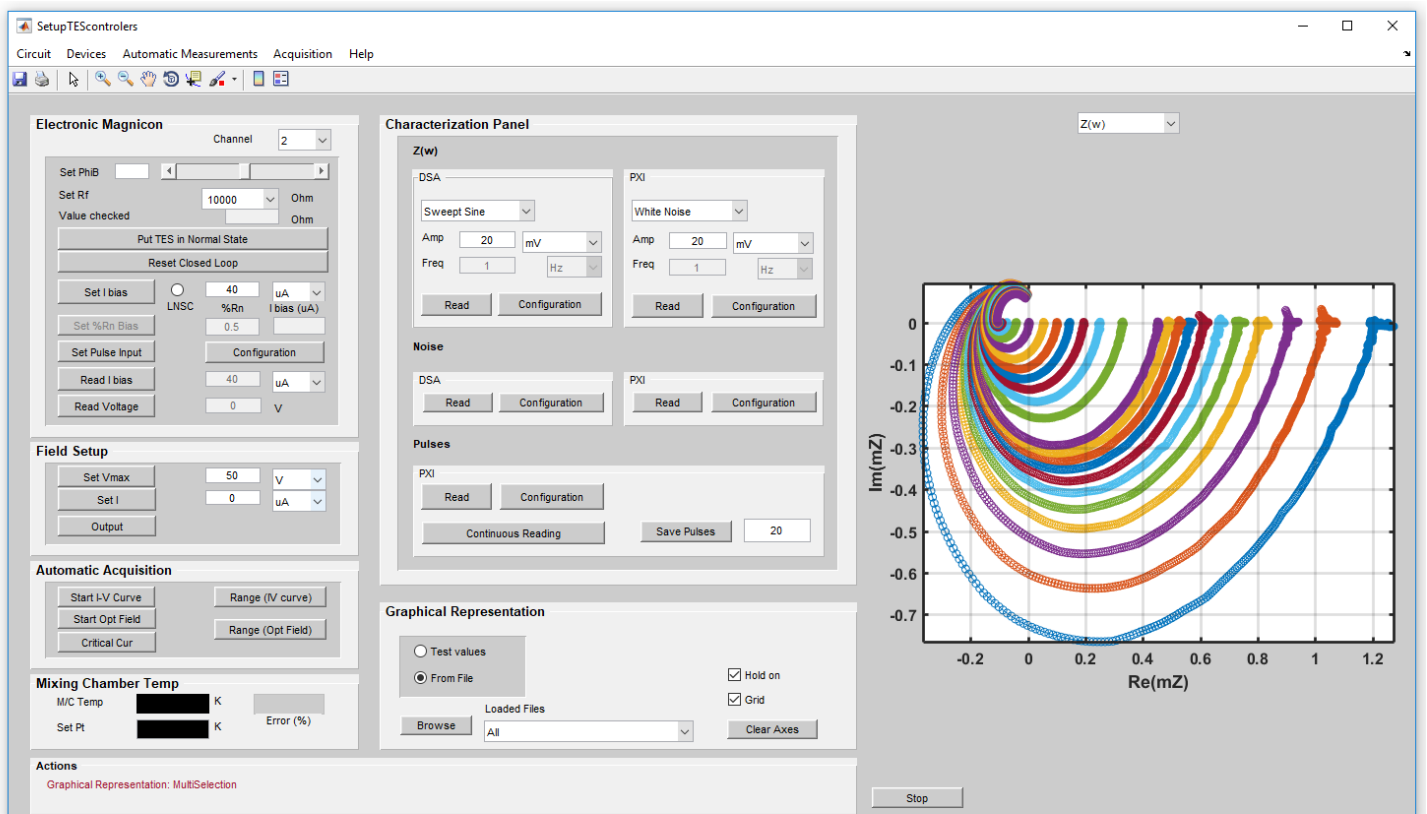 SetupTEScontrolers
Circuit Devices Automatic Measurements Acquisition Help
Electronic Magnicon
Channel 2
Set PhiB
Set Rf 10000 Ohm
Value checked Ohm
Put TES in Normal State
Reset Closed Loop
Set I bias LNSC 40 uA
%Rn I bias (uA)
Set %Rn Bias 0.5
Set Pulse Input Configuration
Read I bias 40 uA
Read Voltage 0 V
Field Setup
Set Vmax 50 V
Set I 0 uA
Output
Automatic Acquisition
Start I-V Curve Range (IV curve)
Start Opt Field
Range (Opt Field)
Critical Cur
Mixing Chamber Temp
M/C Temp K
Set Pt K Error (%)
Characterization Panel
Z(w)
DSA
Sweept Sine
Amp 20 mV
Freq 1 Hz
Read Configuration
PXI
White Noise
Amp 20 mV
Freq 1 Hz
Read Configuration
Noise
DSA
Read Configuration
PXI
Read Configuration
Pulses
PXI
Read Configuration
Continuous Reading Save Pulses 20
Graphical Representation
Test values
From File
Hold on
Grid
Loaded Files
Browse All Clear Axes
Z(w)
0
-0.1
-0.2
-0.3
-0.4
-0.5
-0.6
-0.7
Im(mZ)
-0.2 0 0.2 0.4 0.6 0.8 1 1.2
Re(mZ)
Actions
Graphical Representation: MultiSelection
Stop